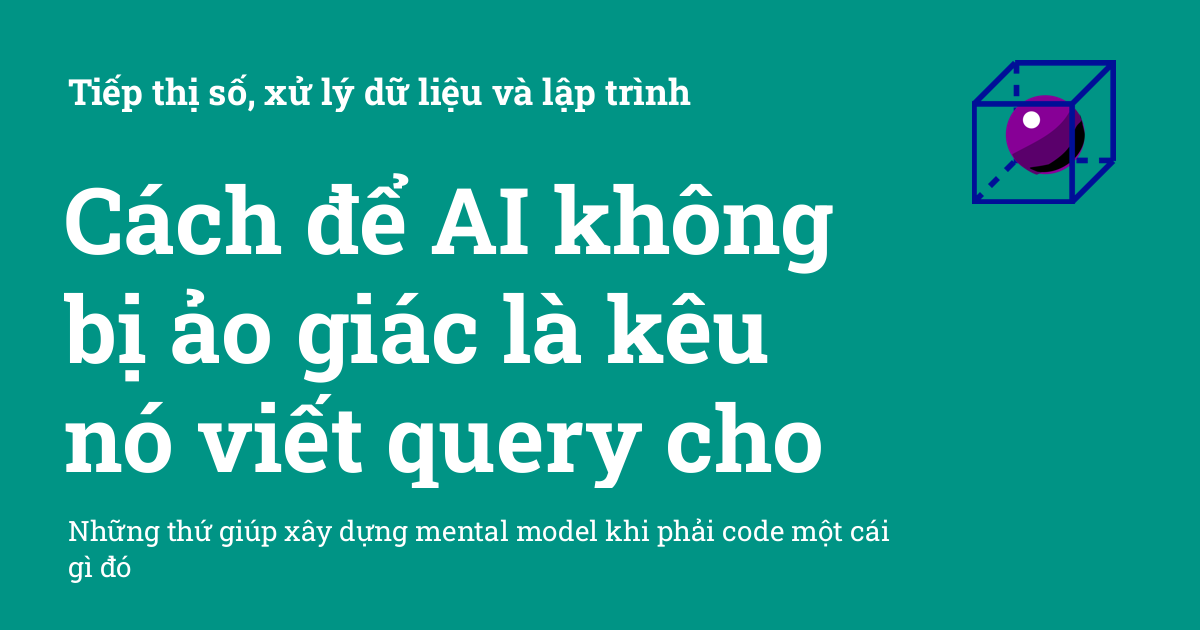 Tiếp thị số, xử lý dữ liệu và lập trình
Cách để AI không
bị ảo giác là kêu
nó viết query cho
Những thứ giúp xây dựng mental model khi phải code một cái
gì đó